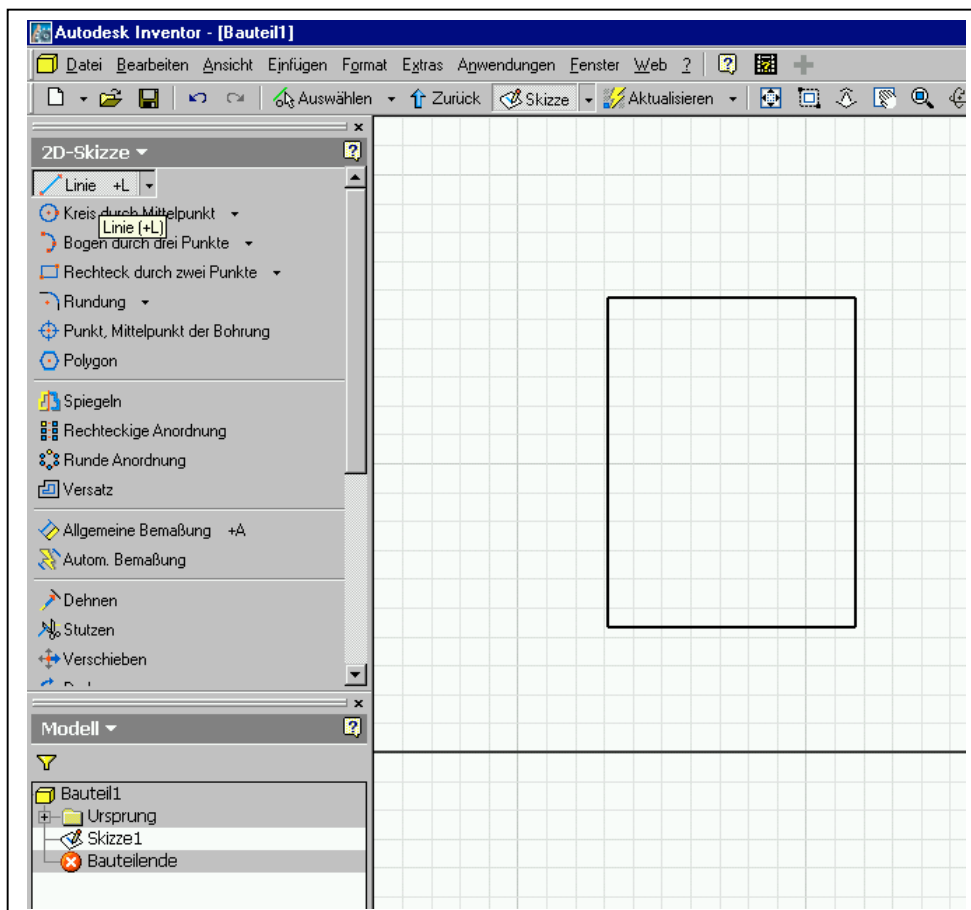 Autodesk Inventor - [Bauteil1]
Datei Bearbeiten Ansicht Einfügen Format Extras Anwendungen Fenster Web ?
Auswählen Zurück Skizze Aktualisieren
2D-Skizze
Linie +L
Kreis durch Mittelpunkt
Linie (+L)
Bogen durch drei Punkte
Rechteck durch zwei Punkte
Rundung
Punkt, Mittelpunkt der Bohrung
Polygon
Spiegeln
Rechteckige Anordnung
Runde Anordnung
Versatz
Allgemeine Bemaßung +A
Autom. Bemaßung
Dehnen
Stutzen
Verschieben
Modell
Bauteil1
Ursprung
Skizze1
Bauteilende